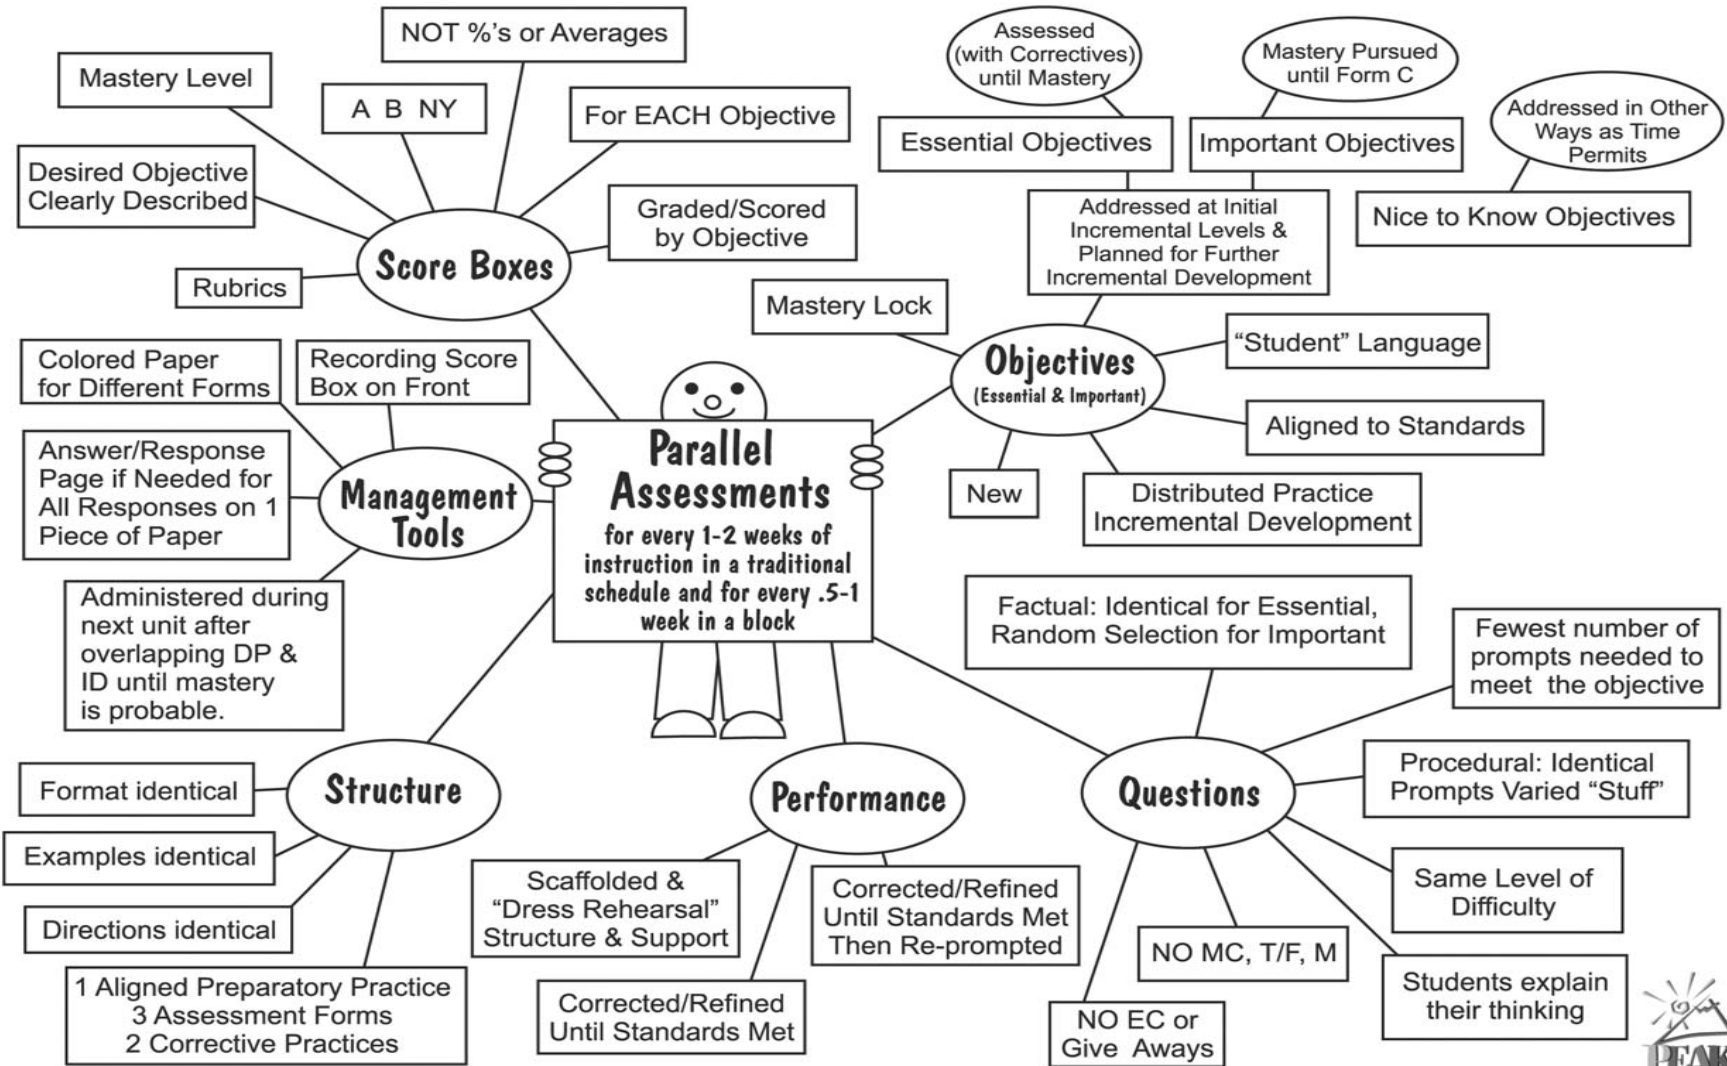 NOT %'s or Averages
Mastery Level
A B NY
For EACH Objective
Desired Objective
Clearly Described
Graded/Scored
by Objective
Score Boxes
Rubrics
Assessed
(with Correctives)
until Mastery
Mastery Pursued
until Form C
Addressed in Other
Ways as Time
Permits
Essential Objectives
Important Objectives
Nice to Know Objectives
Addressed at Initial
Incremental Levels &
Planned for Further
Incremental Development
Mastery Lock
Objectives
(Essential & Important)
“Student” Language
Aligned to Standards
New
Distributed Practice
Incremental Development
Colored Paper
for Different Forms
Recording Score
Box on Front
Answer/Response
Page if Needed for
All Responses on 1
Piece of Paper
Management
Tools
Administered during
next unit after
overlapping DP &
ID until mastery
is probable.
Parallel
Assessments
for every 1-2 weeks of
instruction in a traditional
schedule and for every .5-1
week in a block
Factual: Identical for Essential,
Random Selection for Important
Fewest number of
prompts needed to
meet the objective
Questions
Procedural: Identical
Prompts Varied “Stuff”
Same Level of
Difficulty
Students explain
their thinking
NO MC, T/F, M
NO EC or
Give Aways
Structure
Format identical
Examples identical
Directions identical
1 Aligned Preparatory Practice
3 Assessment Forms
2 Corrective Practices
Performance
Scaffolded &
“Dress Rehearsal”
Structure & Support
Corrected/Refined
Until Standards Met
Then Re-prompted
Corrected/Refined
Until Standards Met
PEAK